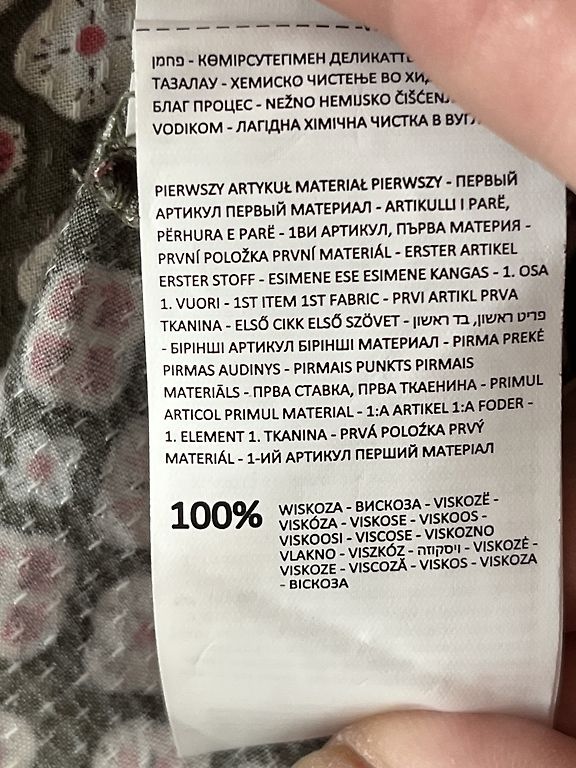 פחמן - КӨМІРСУТЕГІМЕН
ТАЗАЛАУ - ХЕМИСКО ЧИСТЕЊЕ ВО
БЛАГ ПРОЦЕС - NEŽNO HEMIJSKO
VODIKOM - ЛАГІДНА ХІМІЧНА ЧИСТКА В
PIERWSZY ARTYKUŁ MATERIAŁ PIERWSZY - ПЕРВЫЙ
АРТИКУЛ ПЕРВЫЙ МАТЕРИАЛ - ARTIKULLI I PARË,
PËRHURA E PARË - 1ВИ АРТИКУЛ, ПЪРВА МАТЕРИЯ -
PRVNÍ POLOŽKA PRVNÍ MATERIÁL - ERSTER ARTIKEL
ERSTER STOFF - ESIMENE ESE ESIMENE KANGAS - 1. OSA
1. VUORI - 1ST ITEM 1ST FABRIC - PRVI ARTIKL PRVA
TKANINA - ELSŐ CIKK ELSŐ SZÖVET - פריט ראשון, בד ראשון
- БІРІНШІ АРТИКУЛ БІРІНШІ МАТЕРИАЛ - PIRMA PREKĖ
PIRMAS AUDINYS - PIRMAIS PUNKTS PIRMAIS
MATERIĀLS - ПРВА СТАВКА, ПРВА ТКАЕНИНА - PRIMUL
ARTICOL PRIMUL MATERIAL - 1:A ARTIKEL 1:A FODER -
1. ELEMENT 1. TKANINA - PRVÁ POLOŽKA PRVÝ
MATERIÁL - 1-ИЙ АРТИКУЛ ПЕРШИЙ МАТЕРІАЛ
100%
WISKOZA - ВИСКОЗА - VISKOZË -
VISKÓZA - VISKOSE - VISKOOS -
VISKOOSI - VISCOSE - VISKOZNO
VLAKNO - VISZKÓZ - ויסקוזה - VISKOZĖ -
VISKOZE - VISCOZĂ - VISKOS - VISKOZA
- ВІСКОЗА